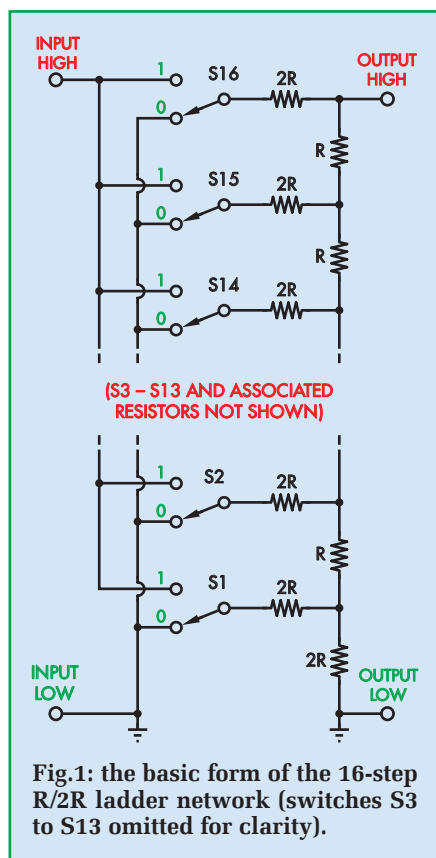 INPUT HIGH
OUTPUT HIGH
1
S16
2R
0
R
1
S15
2R
0
R
1
S14
2R
0
(S3 – S13 AND ASSOCIATED
RESISTORS NOT SHOWN)
1
S2
2R
0
R
1
S1
2R
0
2R
INPUT LOW
OUTPUT LOW
Fig.1: the basic form of the 16-step
R/2R ladder network (switches S3
to S13 omitted for clarity).